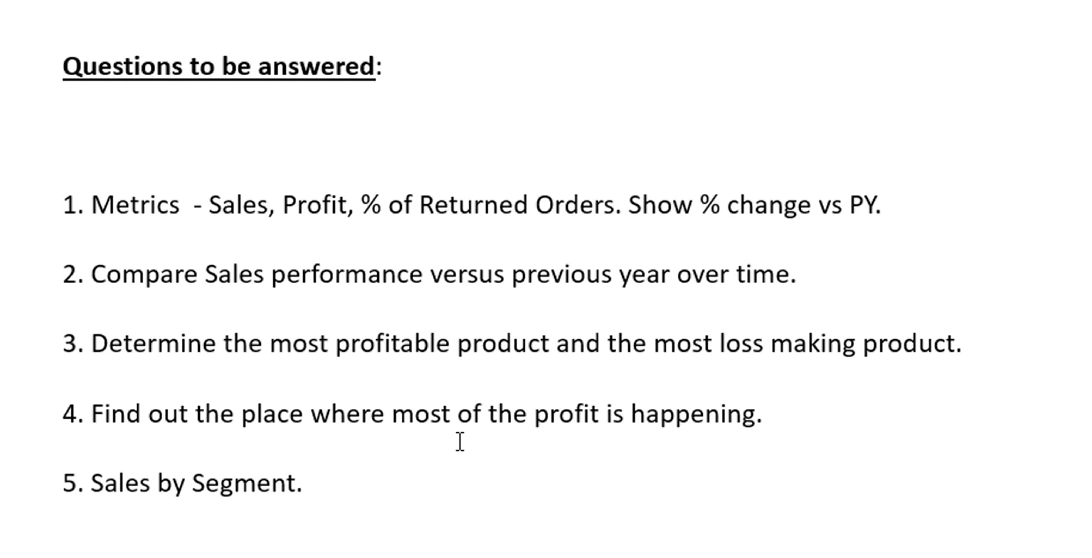 Questions to be answered:
1. Metrics  - Sales, Profit, % of Returned Orders. Show % change vs PY.
2. Compare Sales performance versus previous year over time.
3. Determine the most profitable product and the most loss making product.
4. Find out the place where most of the profit is happening.
5. Sales by Segment.